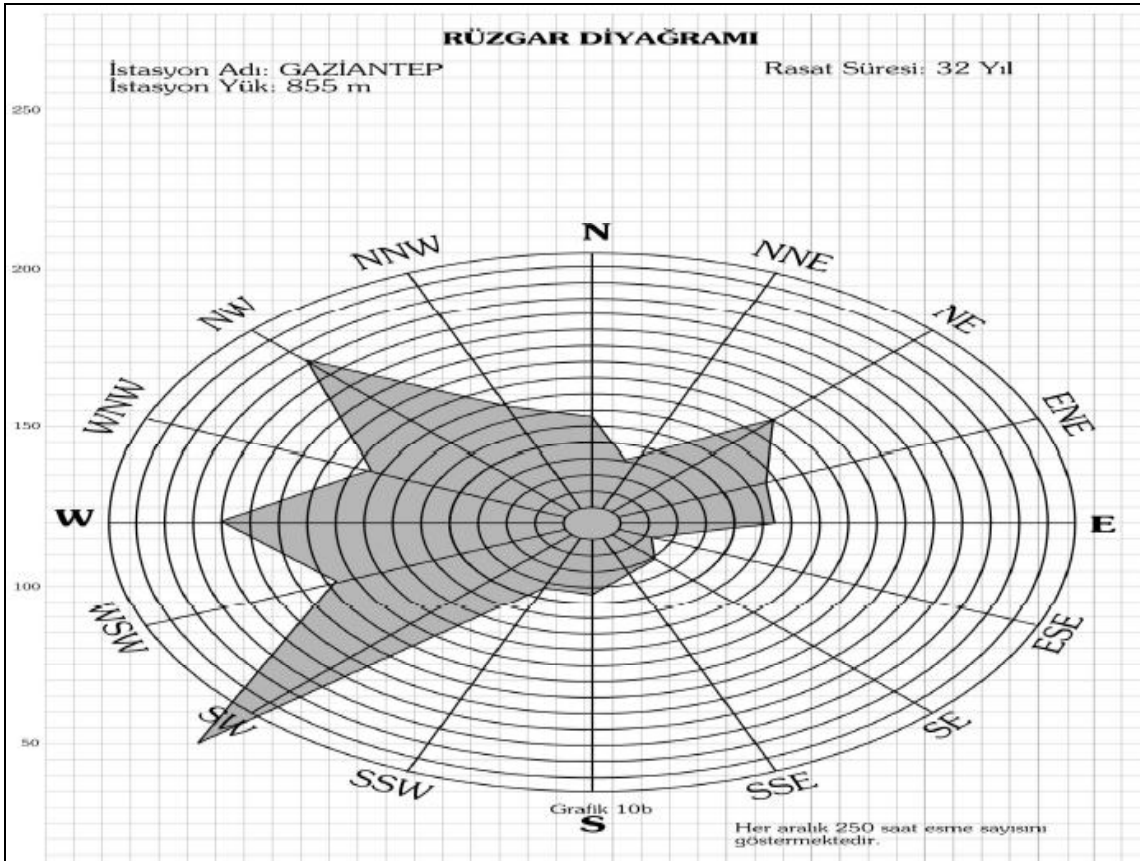 RÜZGAR DİYAĞRAMI
İstasyon Adı: GAZİANTEP
Rasat Süresi: 32 Yıl
İstasyon Yük: 855 m
250
N
NNW
NNE
200
NW
NE
WNW
ENE
150
W
E
100
WSW
ESE
SW
SE
50
SSW
SSE
Grafik 10b
S
Her aralık 250 saat esme sayısını
göstermektedir.